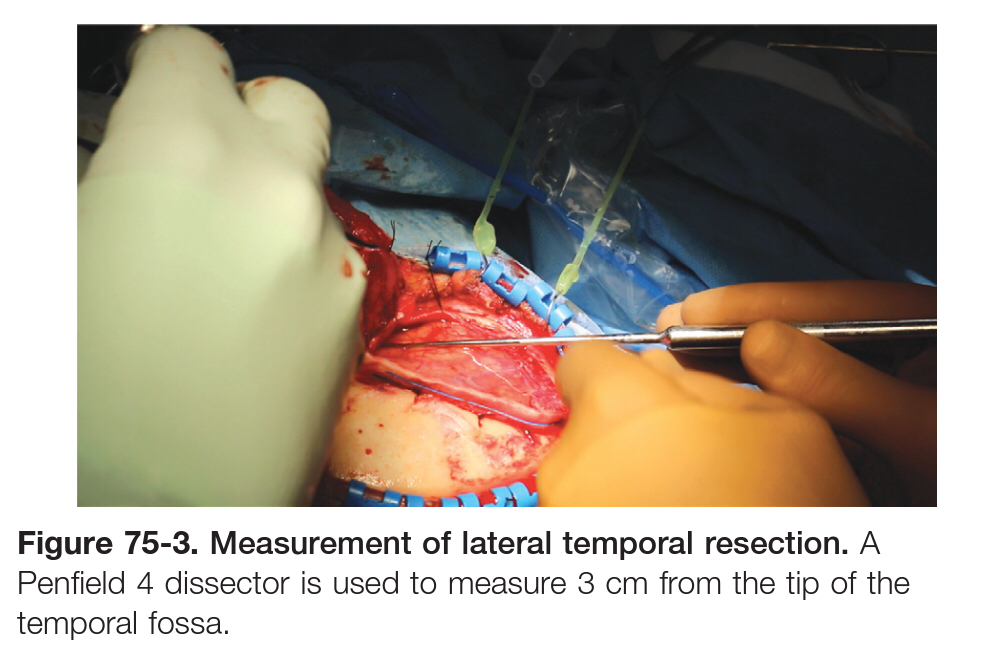 Figure 75-3. Measurement of lateral temporal resection. A
Penfield 4 dissector is used to measure 3 cm from the tip of the
temporal fossa.